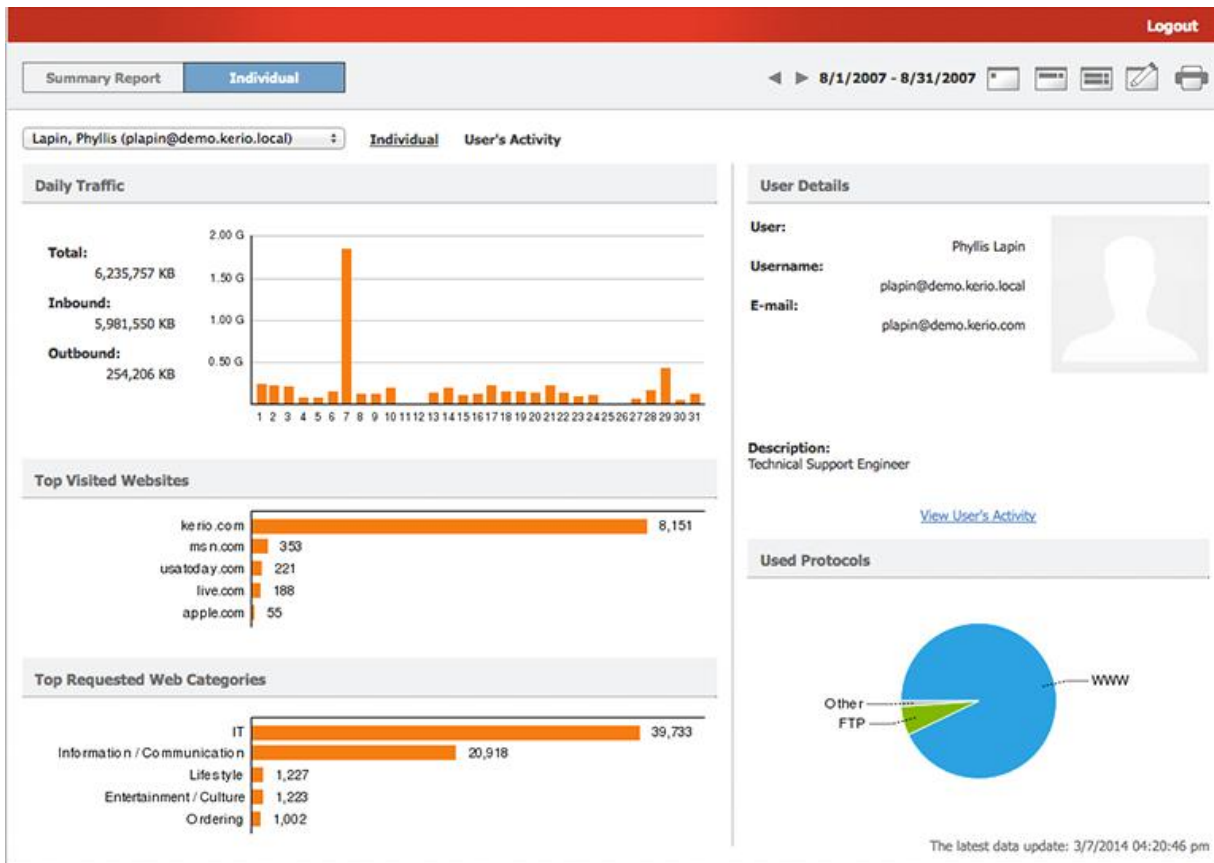 Logout
Summary Report Individual
8/1/2007 - 8/31/2007
Lapin, Phyllis (plapin@demo.kerio.local) Individual User's Activity
Daily Traffic
Total:
6,235,757 KB
Inbound:
5,981,550 KB
Outbound:
254,206 KB
2.00 G
1.50 G
1.00 G
0.50 G
1 2 3 4 5 6 7 8 9 10 11 12 13 14 15 16 17 18 19 20 21 22 23 24 25 26 27 28 29 30 31
Top Visited Websites
kerio.com 8,151
msn.com 353
usatoday.com 221
live.com 188
apple.com 55
Top Requested Web Categories
IT 39,733
Information / Communication 20,918
Lifestyle 1,227
Entertainment / Culture 1,223
Ordering 1,002
User Details
User:
Phyllis Lapin
Username:
plapin@demo.kerio.local
E-mail:
plapin@demo.kerio.com
Description:
Technical Support Engineer
View User's Activity
Used Protocols
WWW
Other
FTP
The latest data update: 3/7/2014 04:20:46 pm